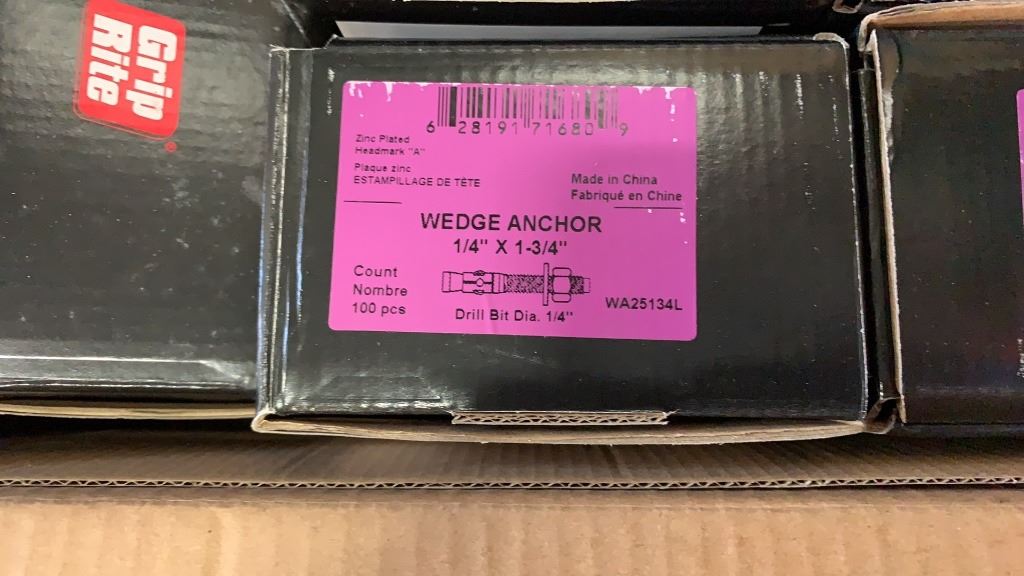 Grip
Rite
6 28191 71680 9
Zinc Plated
Headmark "A"
Plaque zinc
ESTAMPILLAGE DE TÈTE
Made in China
Fabriqué en Chine
WEDGE ANCHOR
1/4" X 1-3/4"
Count
Nombre
100 pcs
Drill Bit Dia. 1/4"
WA25134L